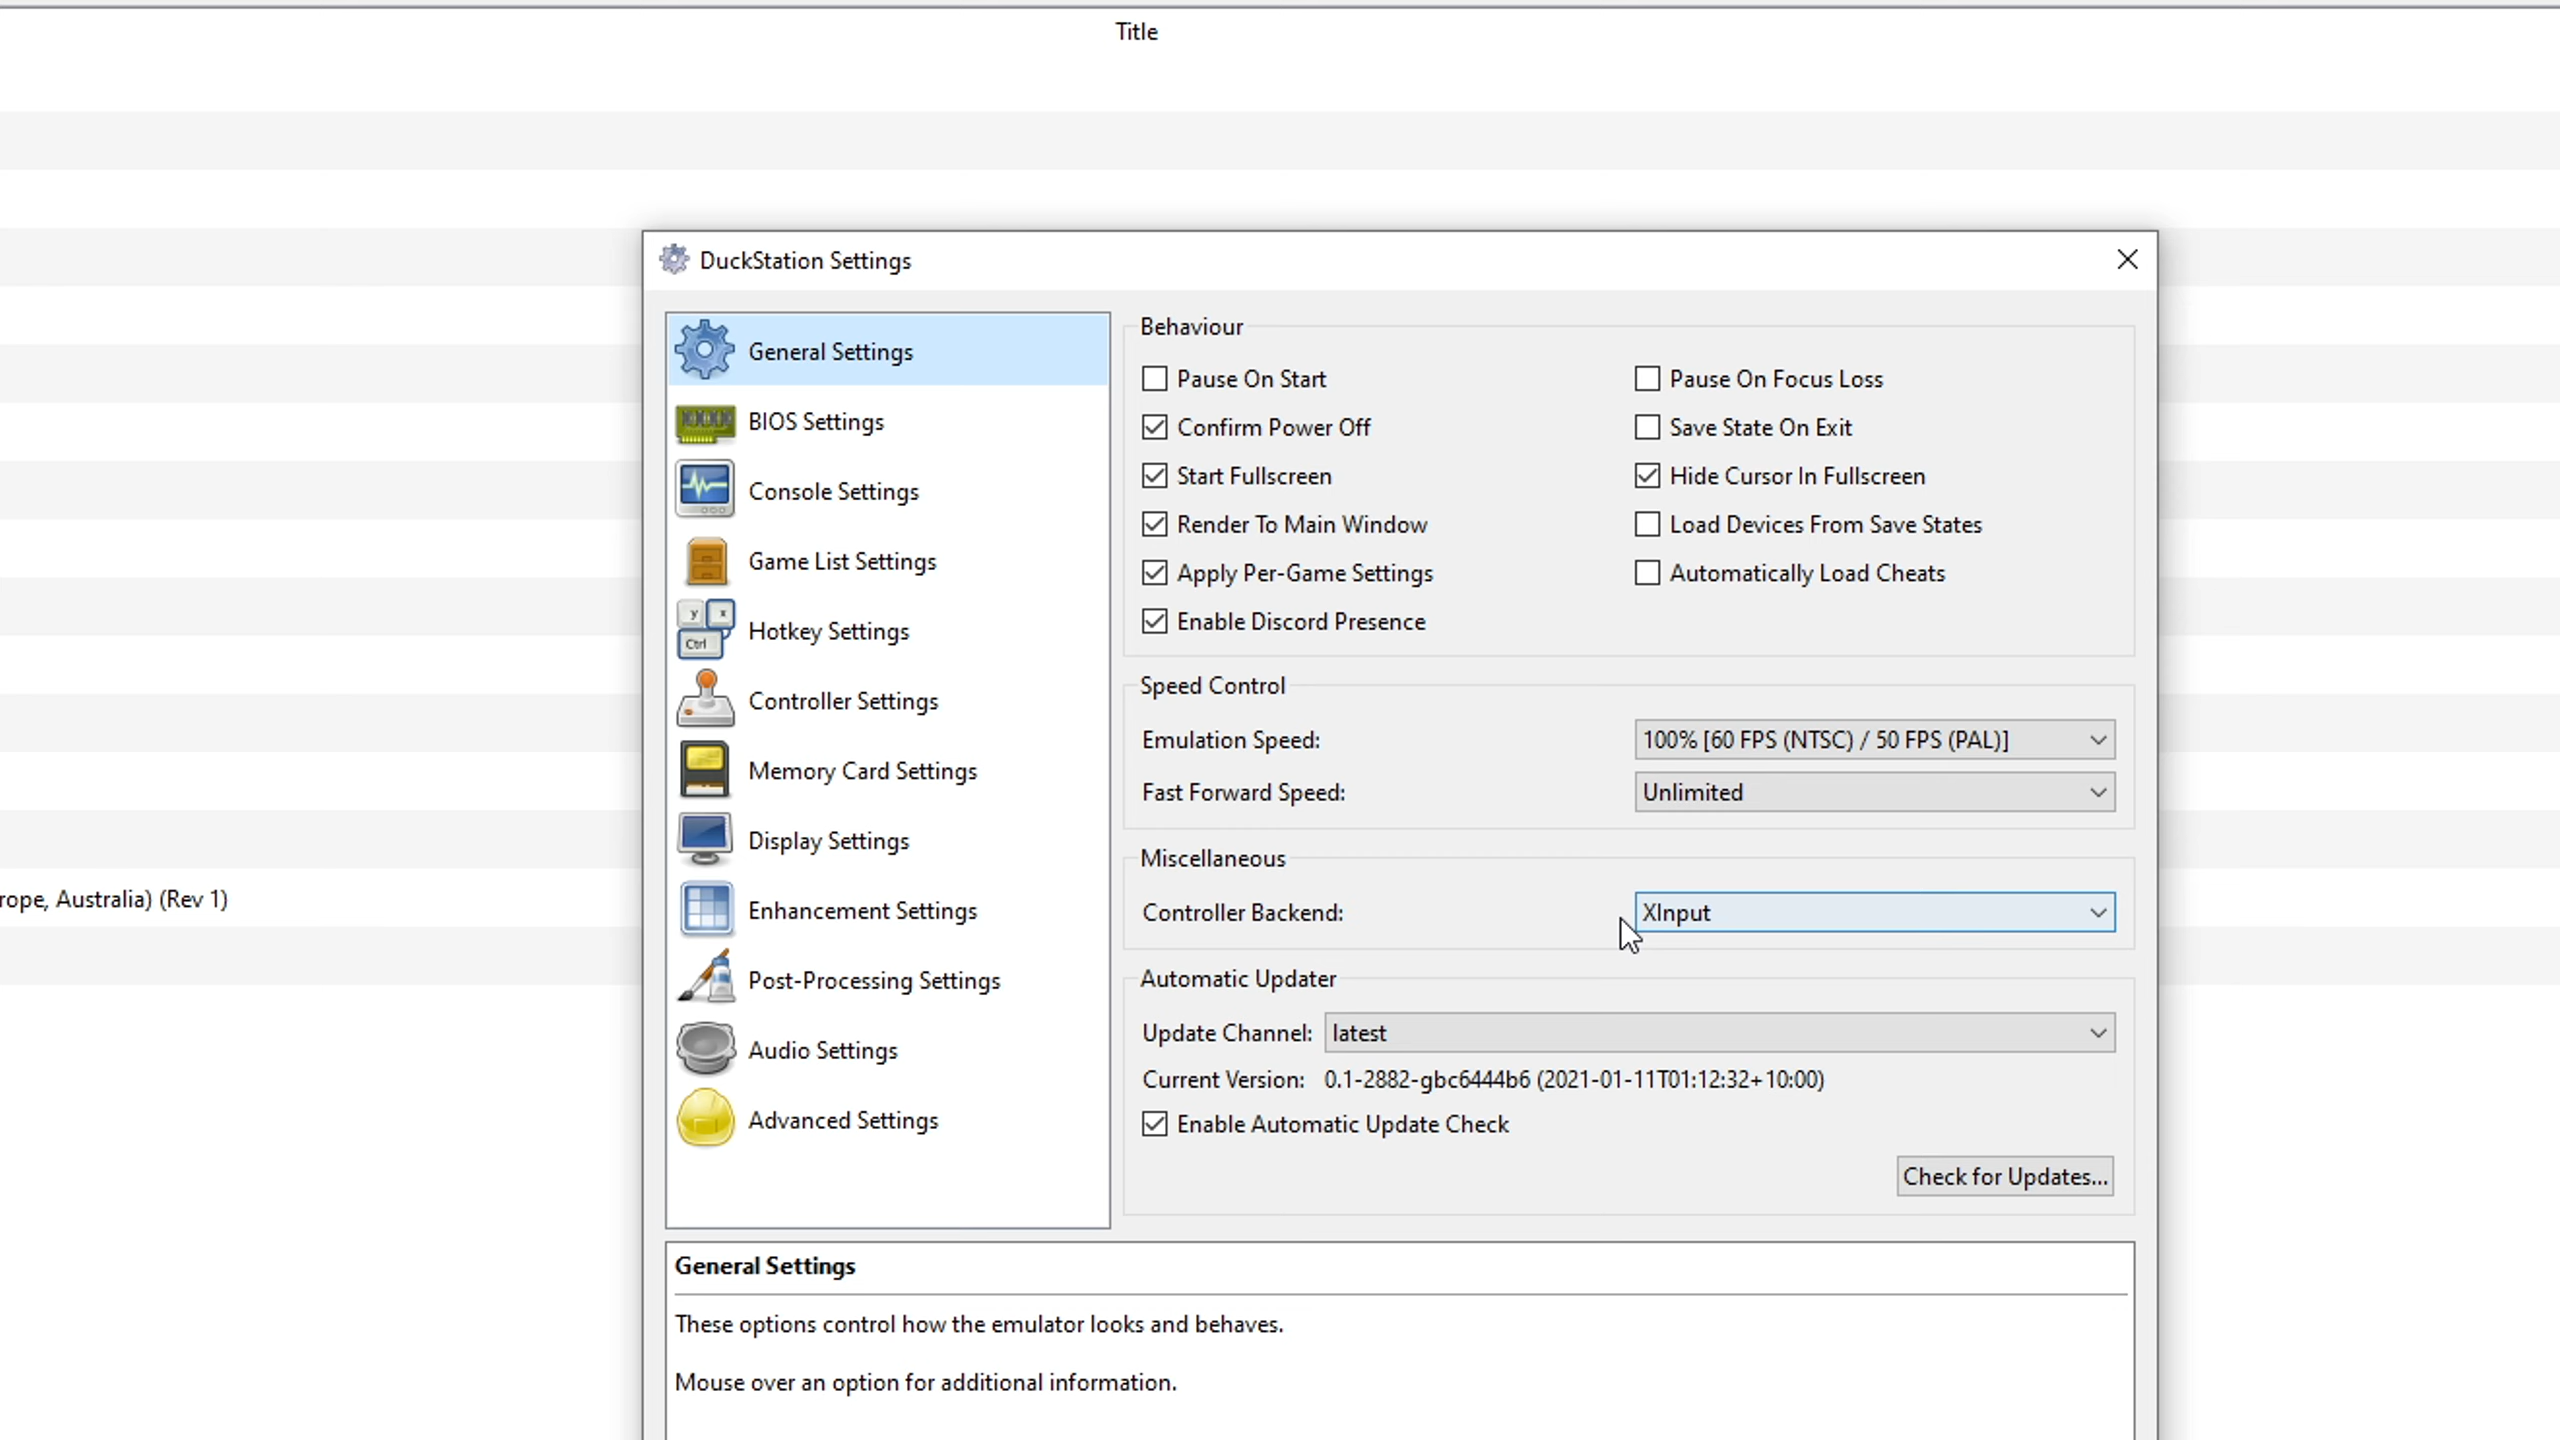 Title
DuckStation Settings
General Settings
BIOS Settings
Console Settings
Game List Settings
y x
Ctrl
Hotkey Settings
Controller Settings
Memory Card Settings
Display Settings
Enhancement Settings
Post-Processing Settings
Audio Settings
Advanced Settings
Behaviour
Pause On Start
Pause On Focus Loss
Confirm Power Off
Save State On Exit
Start Fullscreen
Hide Cursor In Fullscreen
Render To Main Window
Load Devices From Save States
Apply Per-Game Settings
Automatically Load Cheats
Enable Discord Presence
Speed Control
Emulation Speed: 100% [60 FPS (NTSC) / 50 FPS (PAL)]
Fast Forward Speed: Unlimited
Miscellaneous
Controller Backend: XInput
Automatic Updater
Update Channel: latest
Current Version: 0.1-2882-gbc6444b6 (2021-01-11T01:12:32+10:00)
Enable Automatic Update Check
Check for Updates...
rope, Australia) (Rev 1)
General Settings
These options control how the emulator looks and behaves.
Mouse over an option for additional information.